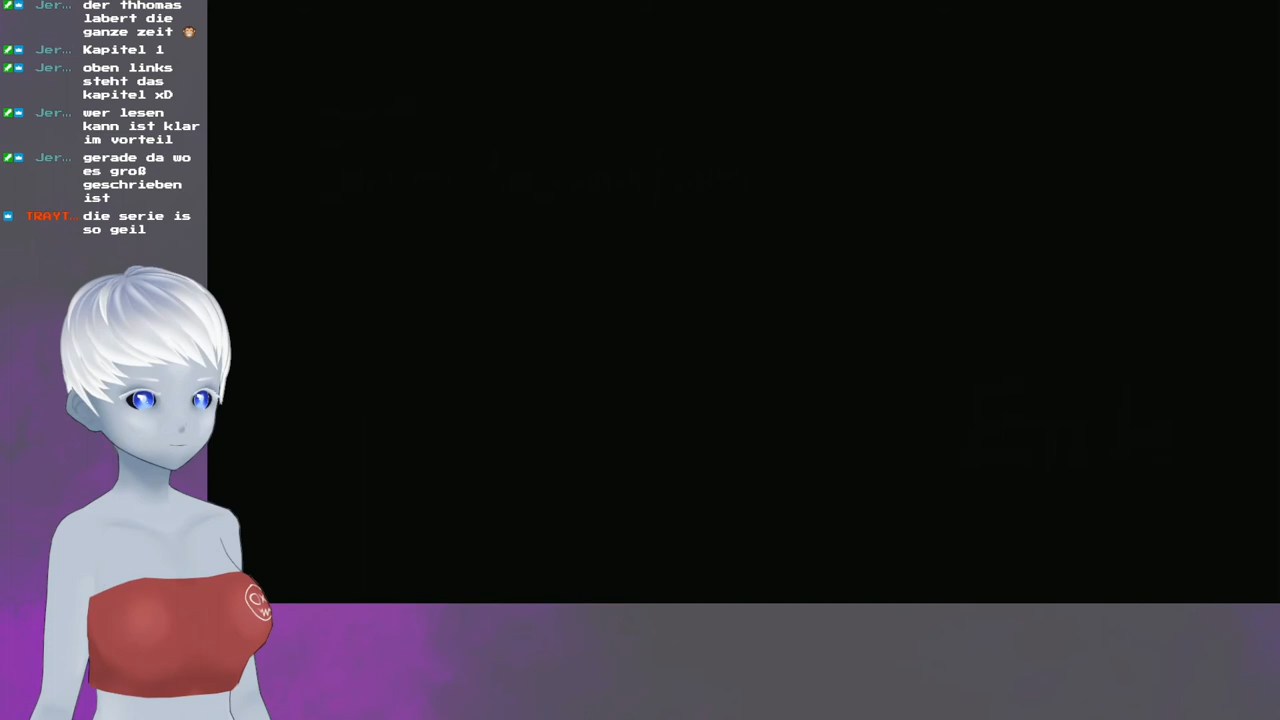 Jer... der thhomas
labert die
ganze zeit
Jer... Kapitel 1
Jer... oben links
steht das
kapitel xD
Jer... wer lesen
kann ist klar
im vorteil
Jer... gerade da wo
es groß
geschrieben
ist
TRAYT... die serie is
so geil